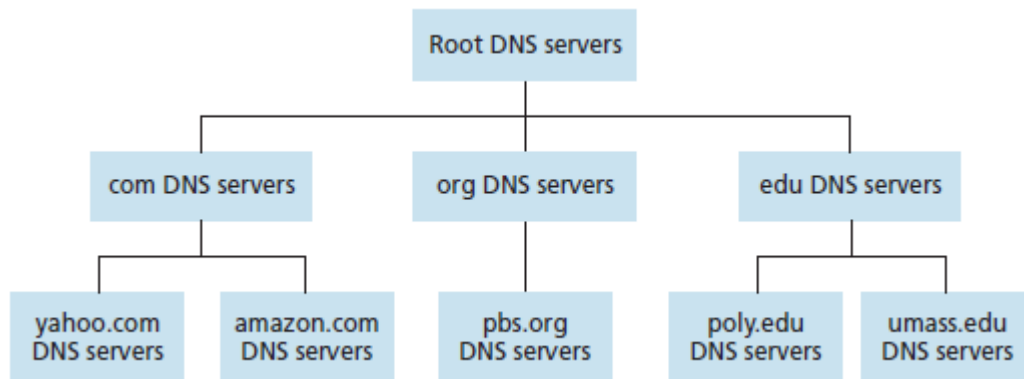 Root DNS servers
com DNS servers
org DNS servers
edu DNS servers
yahoo.com
DNS servers
amazon.com
DNS servers
pbs.org
DNS servers
poly.edu
DNS servers
umass.edu
DNS servers